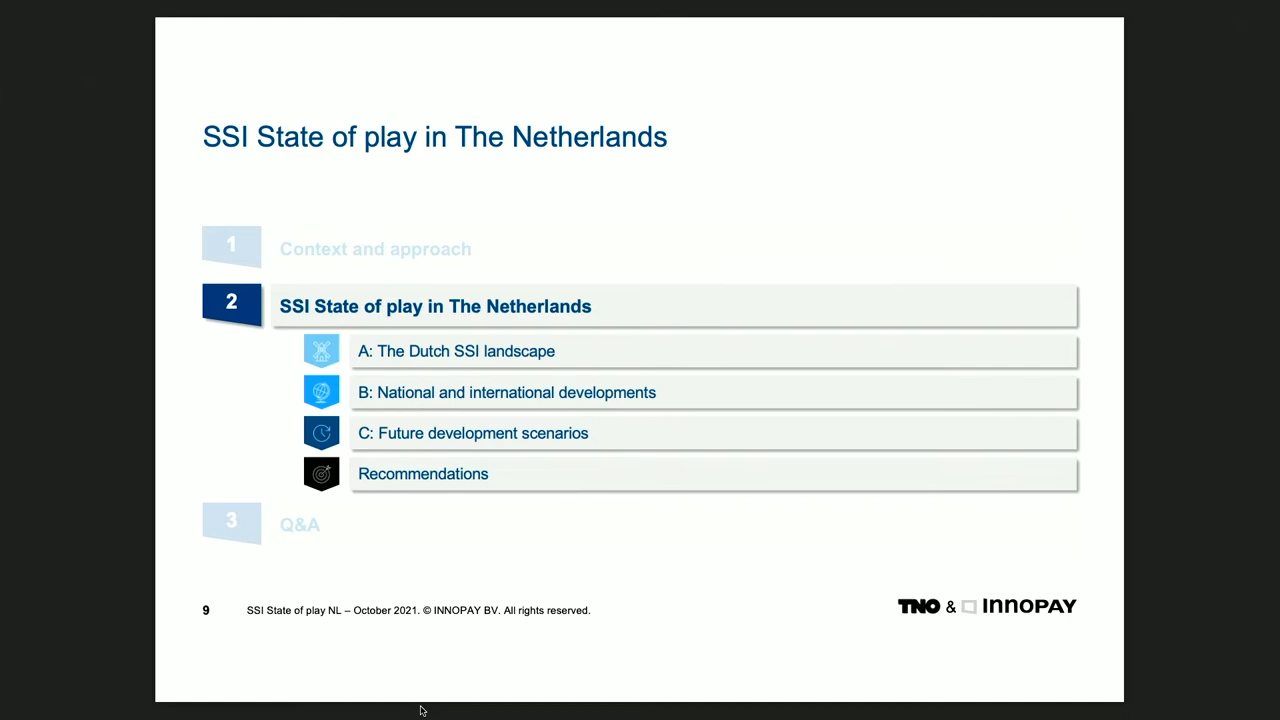 SSI State of play in The Netherlands
1 Context and approach
2 SSI State of play in The Netherlands
A: The Dutch SSI landscape
B: National and international developments
C: Future development scenarios
Recommendations
3 Q&A
9 SSI State of play NL – October 2021. © INNOPAY BV. All rights reserved. TNO & INNOPAY